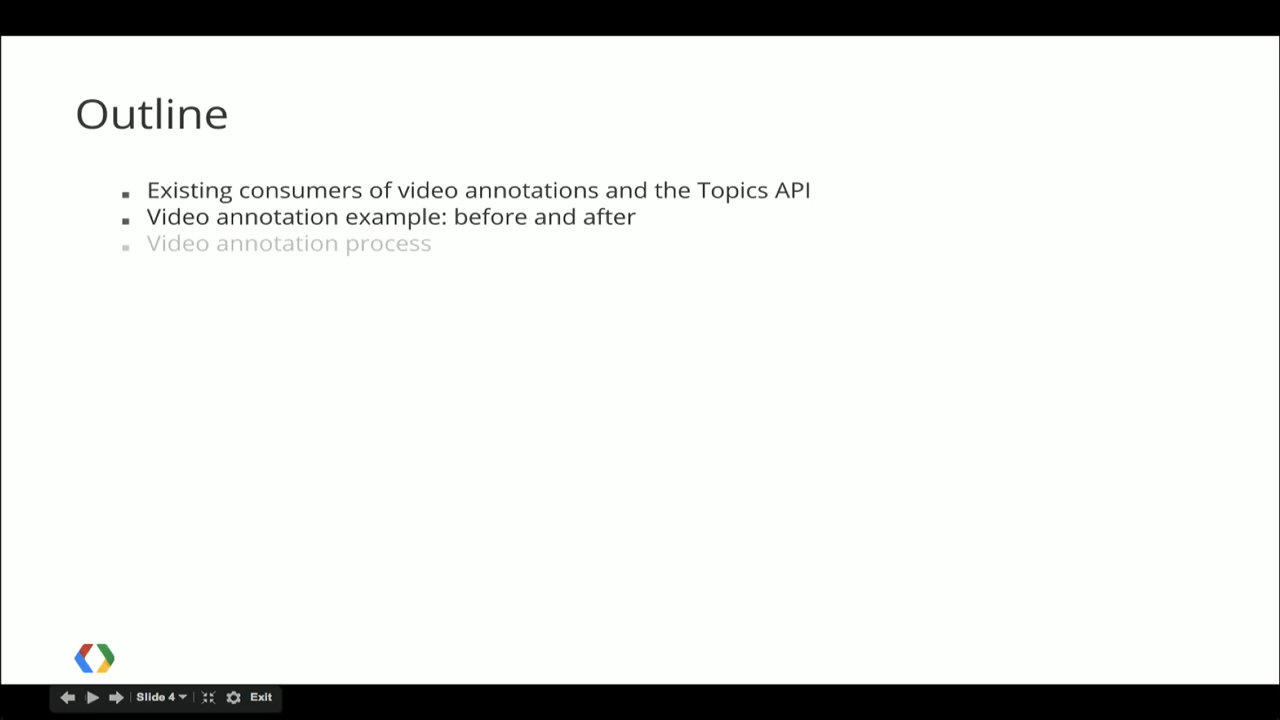 Outline
Existing consumers of video annotations and the Topics API
Video annotation example: before and after
Video annotation process
Slide 4
Exit